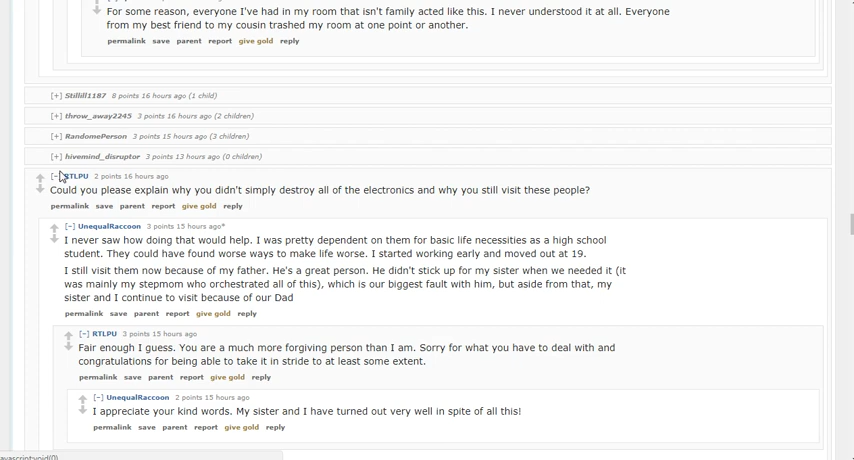 For some reason, everyone I've had in my room that isn't family acted like this. I never understood it at all. Everyone
from my best friend to my cousin trashed my room at one point or another.
permalink save parent report give gold reply
[+] Stillill1187 8 points 16 hours ago (1 child)
[+] throw_away2245 3 points 16 hours ago (2 children)
[+] RandomePerson 3 points 15 hours ago (3 children)
[+] hivemind_disruptor 3 points 13 hours ago (0 children)
[–] RTLPU 2 points 16 hours ago
Could you please explain why you didn't simply destroy all of the electronics and why you still visit these people?
permalink save parent report give gold reply
[–] UnequalRaccoon 3 points 15 hours ago*
I never saw how doing that would help. I was pretty dependent on them for basic life necessities as a high school
student. They could have found worse ways to make life worse. I started working early and moved out at 19.
I still visit them now because of my father. He's a great person. He didn't stick up for my sister when we needed it (it
was mainly my stepmom who orchestrated all of this), which is our biggest fault with him, but aside from that, my
sister and I continue to visit because of our Dad
permalink save parent report give gold reply
[–] RTLPU 3 points 15 hours ago
Fair enough I guess. You are a much more forgiving person than I am. Sorry for what you have to deal with and
congratulations for being able to take it in stride to at least some extent.
permalink save parent report give gold reply
[–] UnequalRaccoon 2 points 15 hours ago
I appreciate your kind words. My sister and I have turned out very well in spite of all this!
permalink save parent report give gold reply
avascript:void(0)